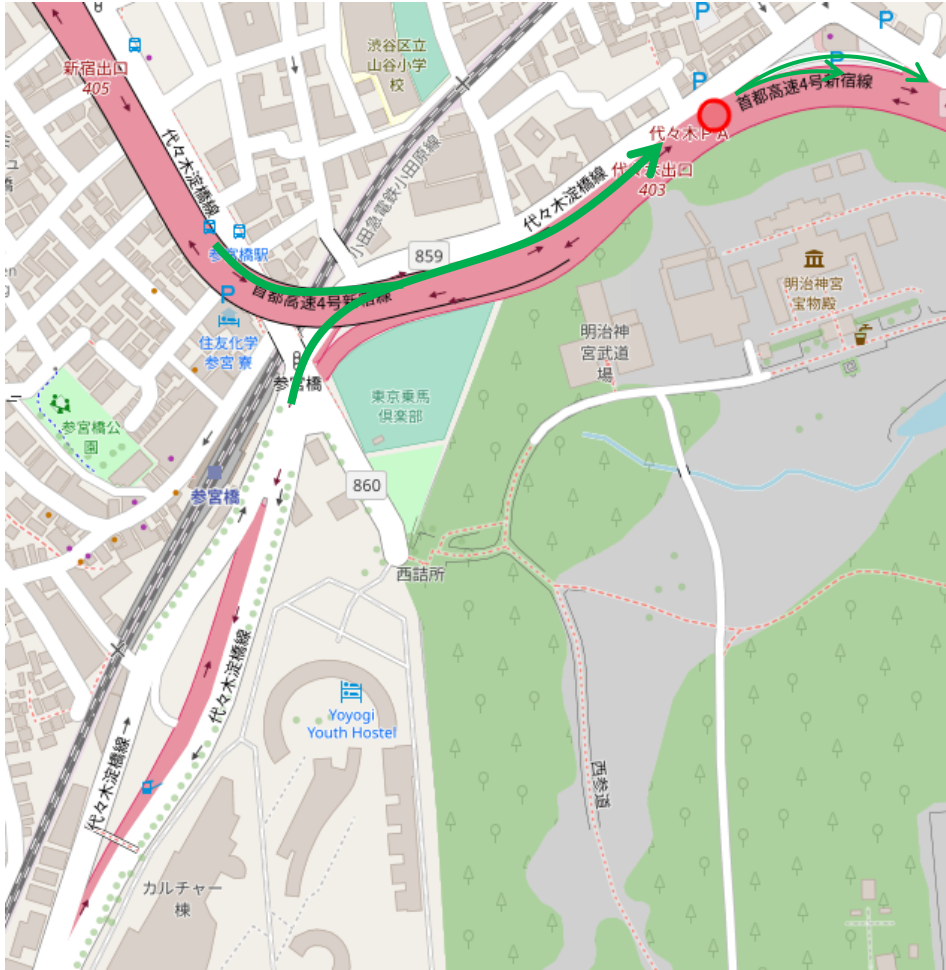 渋谷区立
山谷小学
校
P
P
P
P
新宿出口
405
首都高速4号新宿線
代々木PA
代々木淀橋線
小田急電鉄小田原線
代々木出口
403
代々木淀橋線
859
参宮橋駅
首都高速4号新宿線
P
明治神宮
宝物殿
住友化学
参宮 寮
明治神
宮武道
場
参宮橋
東京乗馬
倶楽部
参宮橋公
園
860
参宮橋
西詰所
代々木淀橋線
Yoyogi
Youth Hostel
代々木淀橋線→
西参道
カルチャー
棟